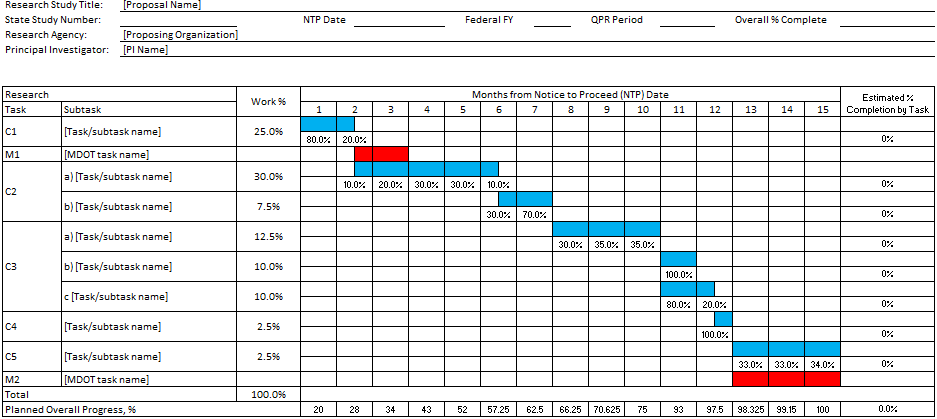 Research Study Title: [Proposal Name]
State Study Number: NTP Date Federal FY QPR Period Overall % Complete
Research Agency: [Proposing Organization]
Principal Investigator: [PI Name]
Research Work % Months from Notice to Proceed (NTP) Date Estimated % Completion by Task
Task Subtask 1 2 3 4 5 6 7 8 9 10 11 12 13 14 15
C1 [Task/subtask name] 25.0% 0%
80.0% 20.0%
M1 [MDOT task name]
C2 a) [Task/subtask name] 30.0% 0%
10.0% 20.0% 30.0% 30.0% 10.0%
b) [Task/subtask name] 7.5% 0%
30.0% 70.0%
C3 a) [Task/subtask name] 12.5% 0%
30.0% 35.0% 35.0%
b) [Task/subtask name] 10.0% 0%
100.0%
c [Task/subtask name] 10.0% 0%
80.0% 20.0%
C4 [Task/subtask name] 2.5% 0%
100.0%
C5 [Task/subtask name] 2.5% 0%
33.0% 33.0% 34.0%
M2 [MDOT task name]
Total 100.0%
Planned Overall Progress, % 20 28 34 43 52 57.25 62.5 66.25 70.625 75 93 97.5 98.325 99.15 100 0.0%